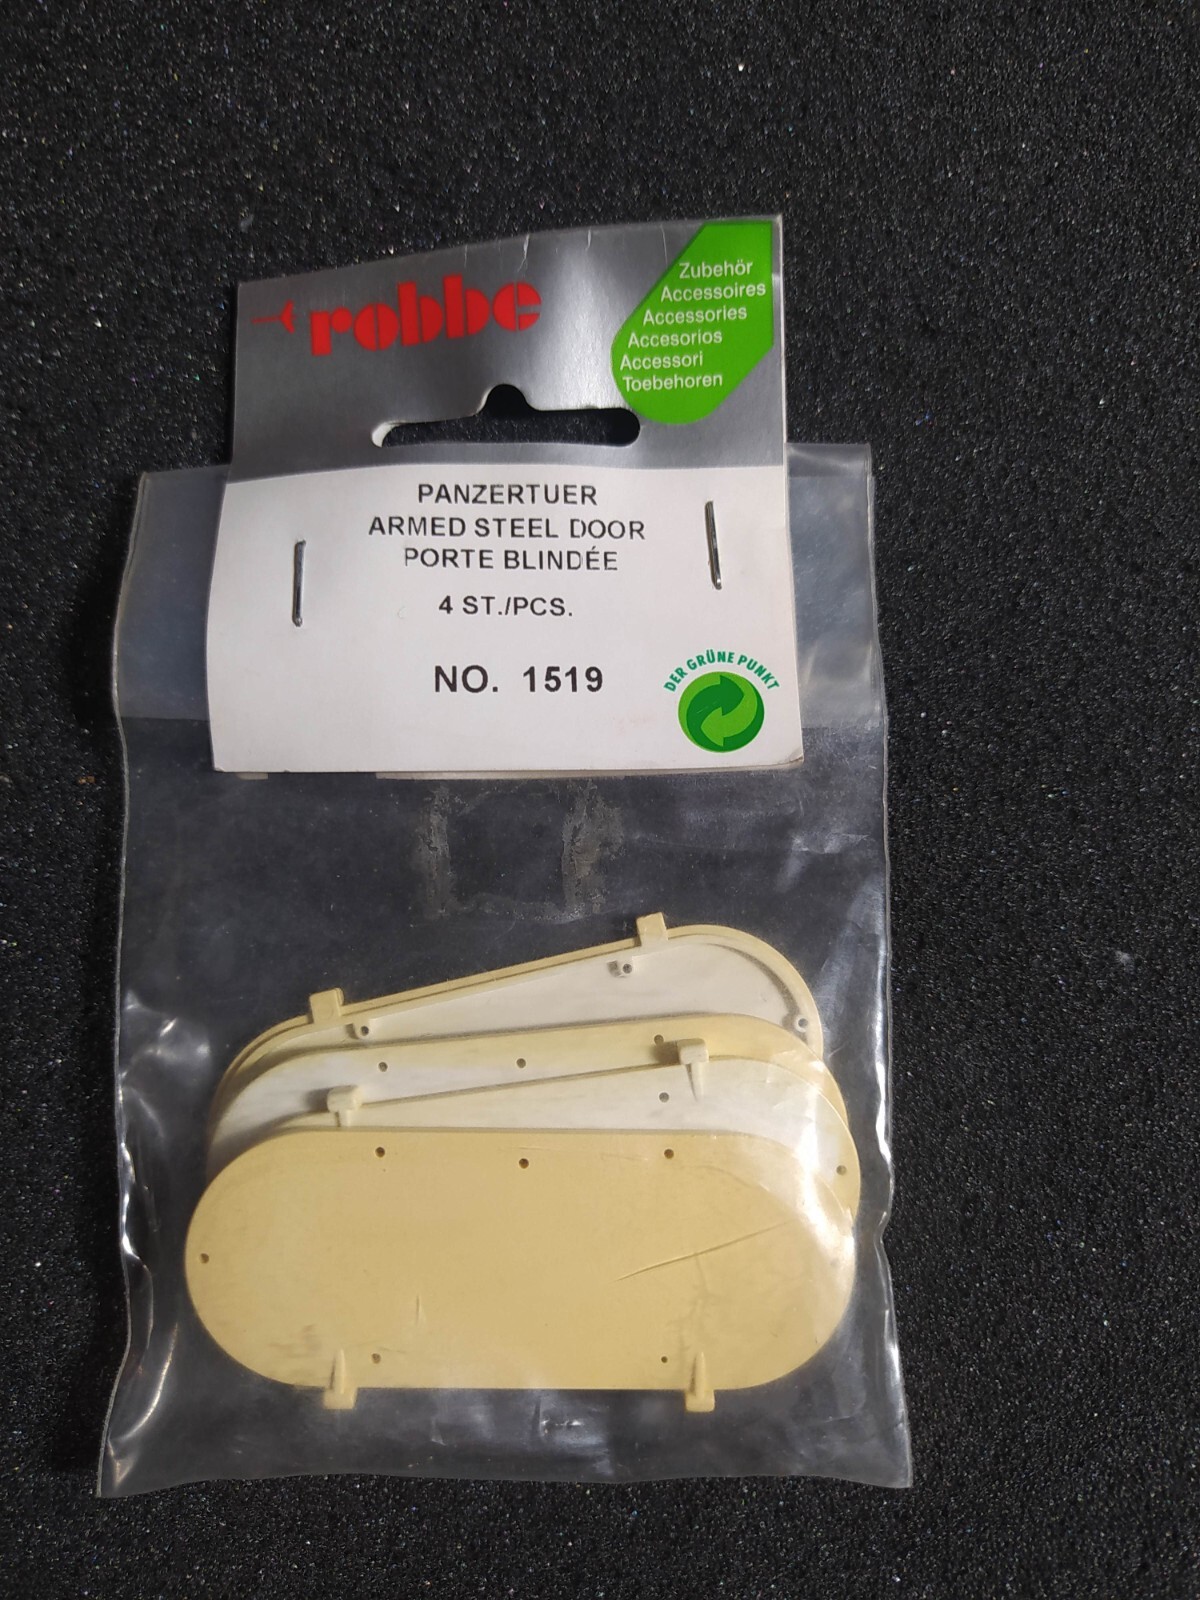 robbe
Zubehör
Accessoires
Accessories
Accesorios
Accessori
Toebehoren
PANZERTUER
ARMED STEEL DOOR
PORTE BLINDÉE
4 ST./PCS.
NO. 1519
DER GRÜNE PUNKT